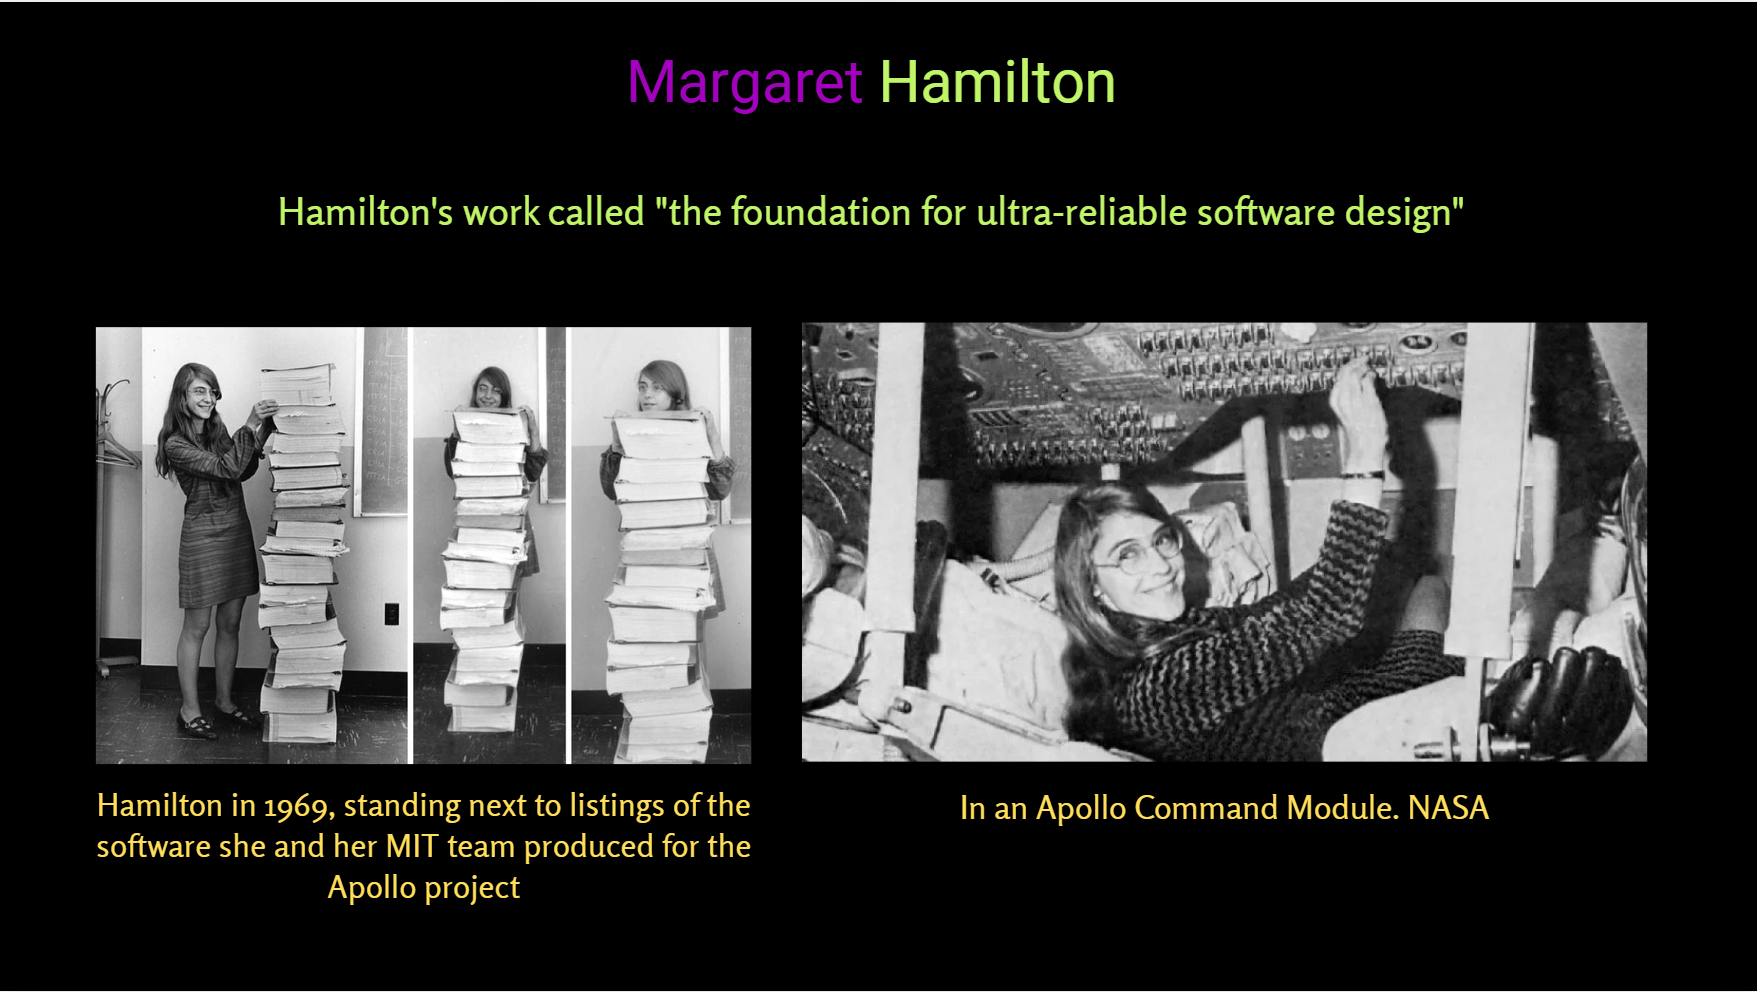 Margaret Hamilton
Hamilton's work called "the foundation for ultra-reliable software design"
Hamilton in 1969, standing next to listings of the
software she and her MIT team produced for the
Apollo project
In an Apollo Command Module. NASA